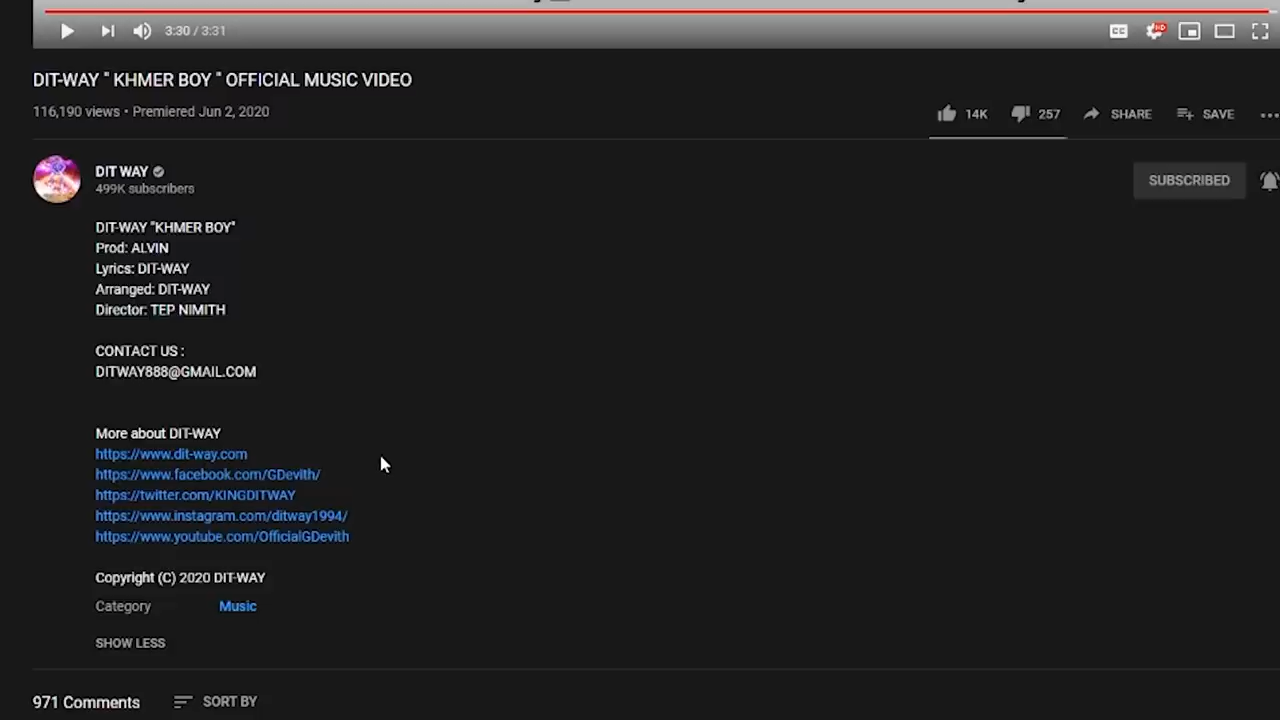 3:30 / 3:31
CC
HD
DIT-WAY " KHMER BOY " OFFICIAL MUSIC VIDEO
116,190 views • Premiered Jun 2, 2020
14K 257 SHARE SAVE
DIT WAY
499K subscribers
SUBSCRIBED
DIT-WAY "KHMER BOY"
Prod: ALVIN
Lyrics: DIT-WAY
Arranged: DIT-WAY
Director: TEP NIMITH
CONTACT US :
DITWAY888@GMAIL.COM
More about DIT-WAY
https://www.dit-way.com
https://www.facebook.com/GDevith/
https://twitter.com/KINGDITWAY
https://www.instagram.com/ditway1994/
https://www.youtube.com/OfficialGDevith
Copyright (C) 2020 DIT-WAY
Category Music
SHOW LESS
971 Comments SORT BY